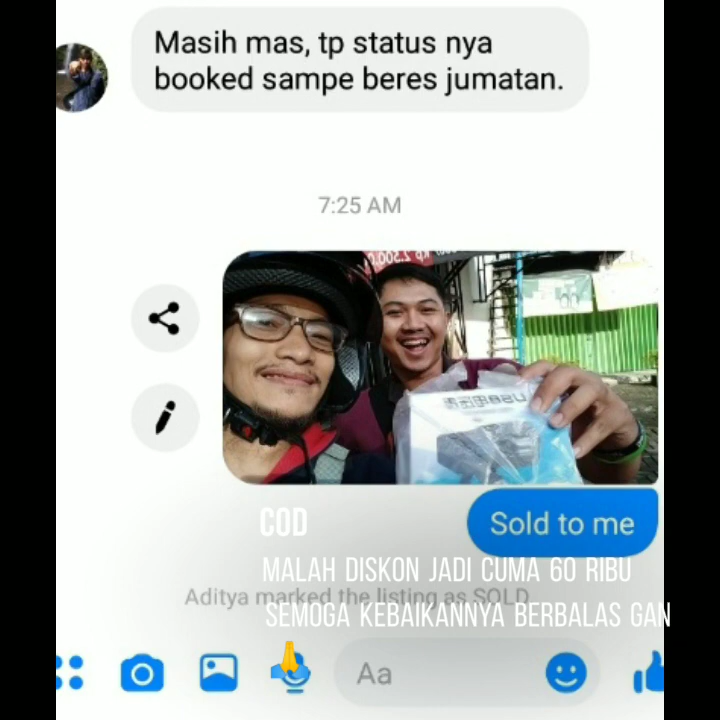 Masih mas, tp status nya
booked sampe beres jumatan.
7:25 AM
Sold to me
COD
MALAH DISKON JADI CUMA 60 RIBU
Aditya marked the listing as SOLD
SEMOGA KEBAIKANNYA BERBALAS GAN
Aa